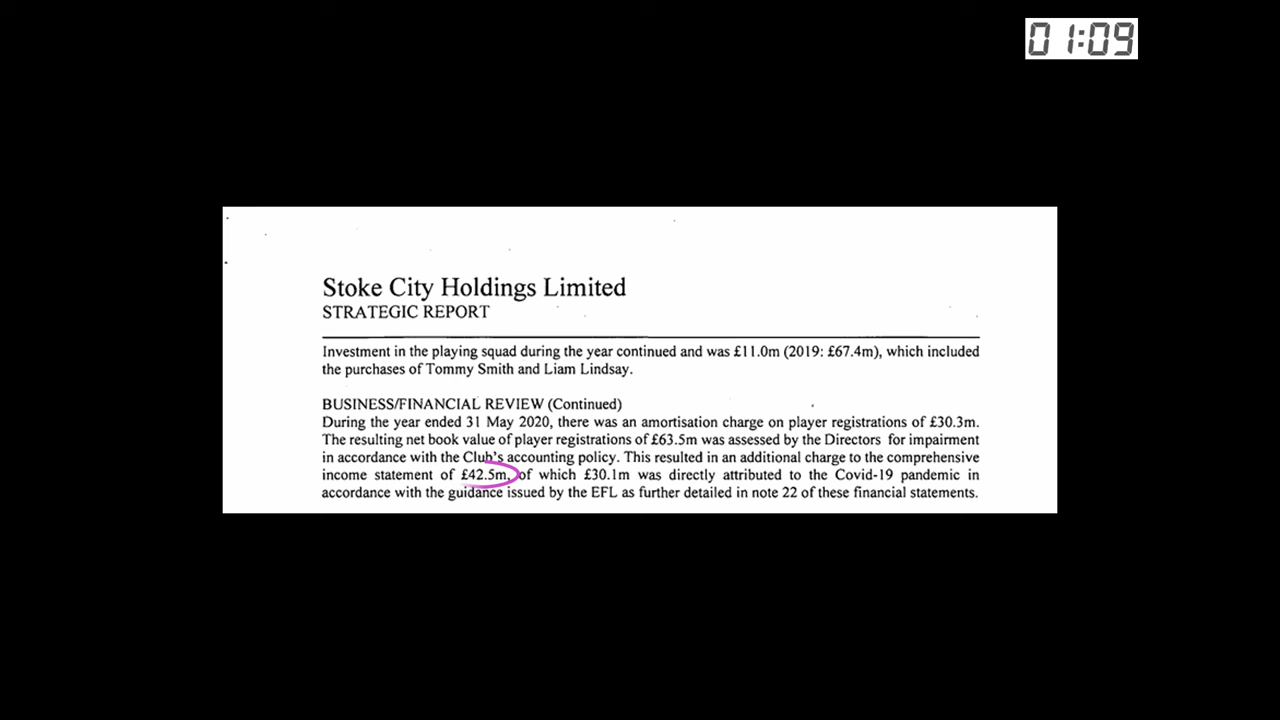 01:09
Stoke City Holdings Limited
STRATEGIC REPORT
Investment in the playing squad during the year continued and was £11.0m (2019: £67.4m), which included
the purchases of Tommy Smith and Liam Lindsay.
BUSINESS/FINANCIAL REVIEW (Continued)
During the year ended 31 May 2020, there was an amortisation charge on player registrations of £30.3m.
The resulting net book value of player registrations of £63.5m was assessed by the Directors for impairment
in accordance with the Club's accounting policy. This resulted in an additional charge to the comprehensive
income statement of £42.5m, of which £30.1m was directly attributed to the Covid-19 pandemic in
accordance with the guidance issued by the EFL as further detailed in note 22 of these financial statements.